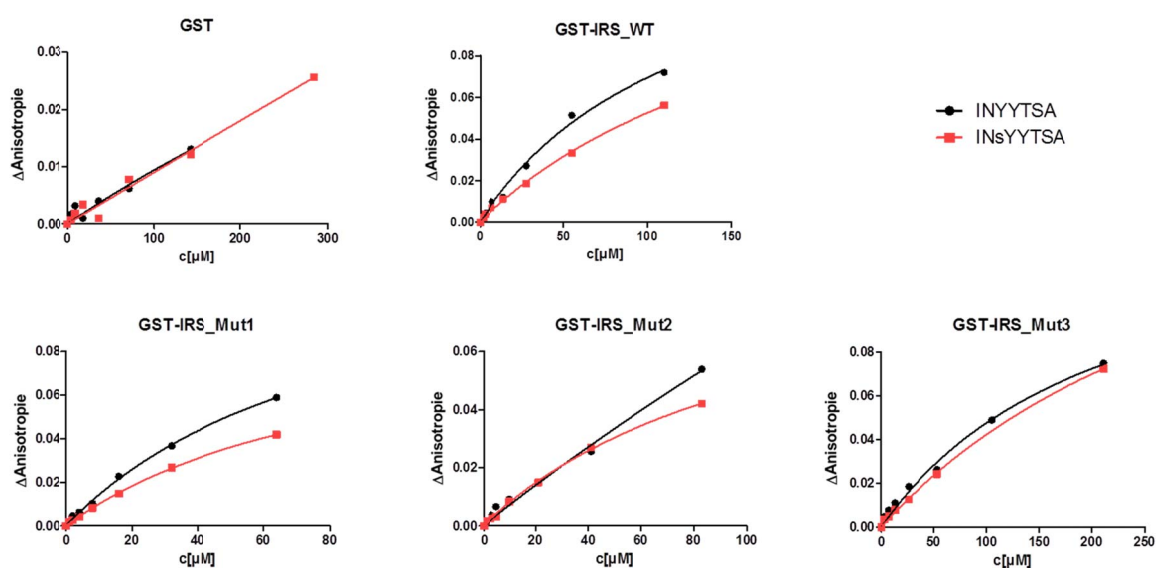 GST
ΔAnisotropie
0.03
0.02
0.01
0.00
0 100 200 300
c[µM]
GST-IRS_WT
ΔAnisotropie
0.08
0.06
0.04
0.02
0.00
0 50 100 150
c[µM]
INYYTSA
INsYYTSA
GST-IRS_Mut1
ΔAnisotropie
0.08
0.06
0.04
0.02
0.00
0 20 40 60 80
c[µM]
GST-IRS_Mut2
ΔAnisotropie
0.06
0.04
0.02
0.00
0 20 40 60 80 100
c[µM]
GST-IRS_Mut3
ΔAnisotropie
0.08
0.06
0.04
0.02
0.00
0 50 100 150 200 250
c[µM]